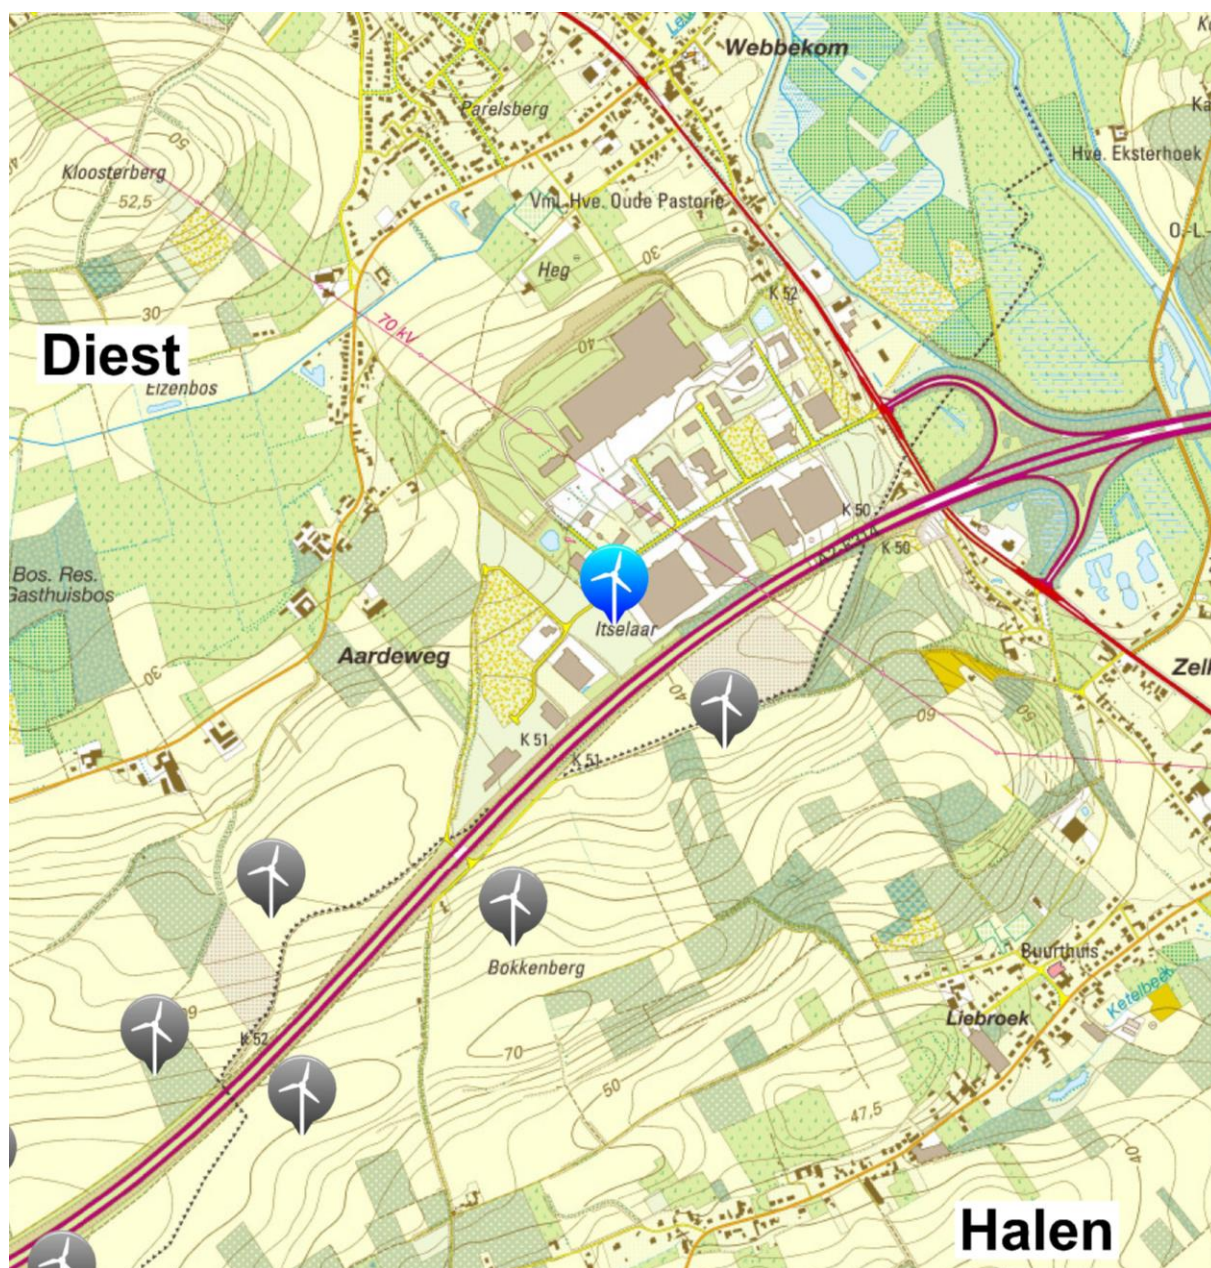 Webbekom
Parelsberg
Kloosterberg
52,5
50
Hve. Eksterhoek
Vml. Hve. Oude Pastorie
O.-L.-
Heg
30
K 52
30
70 kV
40
Diest
Elzenbos
K 50
K 50
Bos. Res.
Gasthuisbos
Itselaar
Aardeweg
30
40
60
50
K 51
K 51
Bokkenberg
Buurthuis
Ketelbeek
Liebroek
60
K 52
70
50
47,5
40
Halen